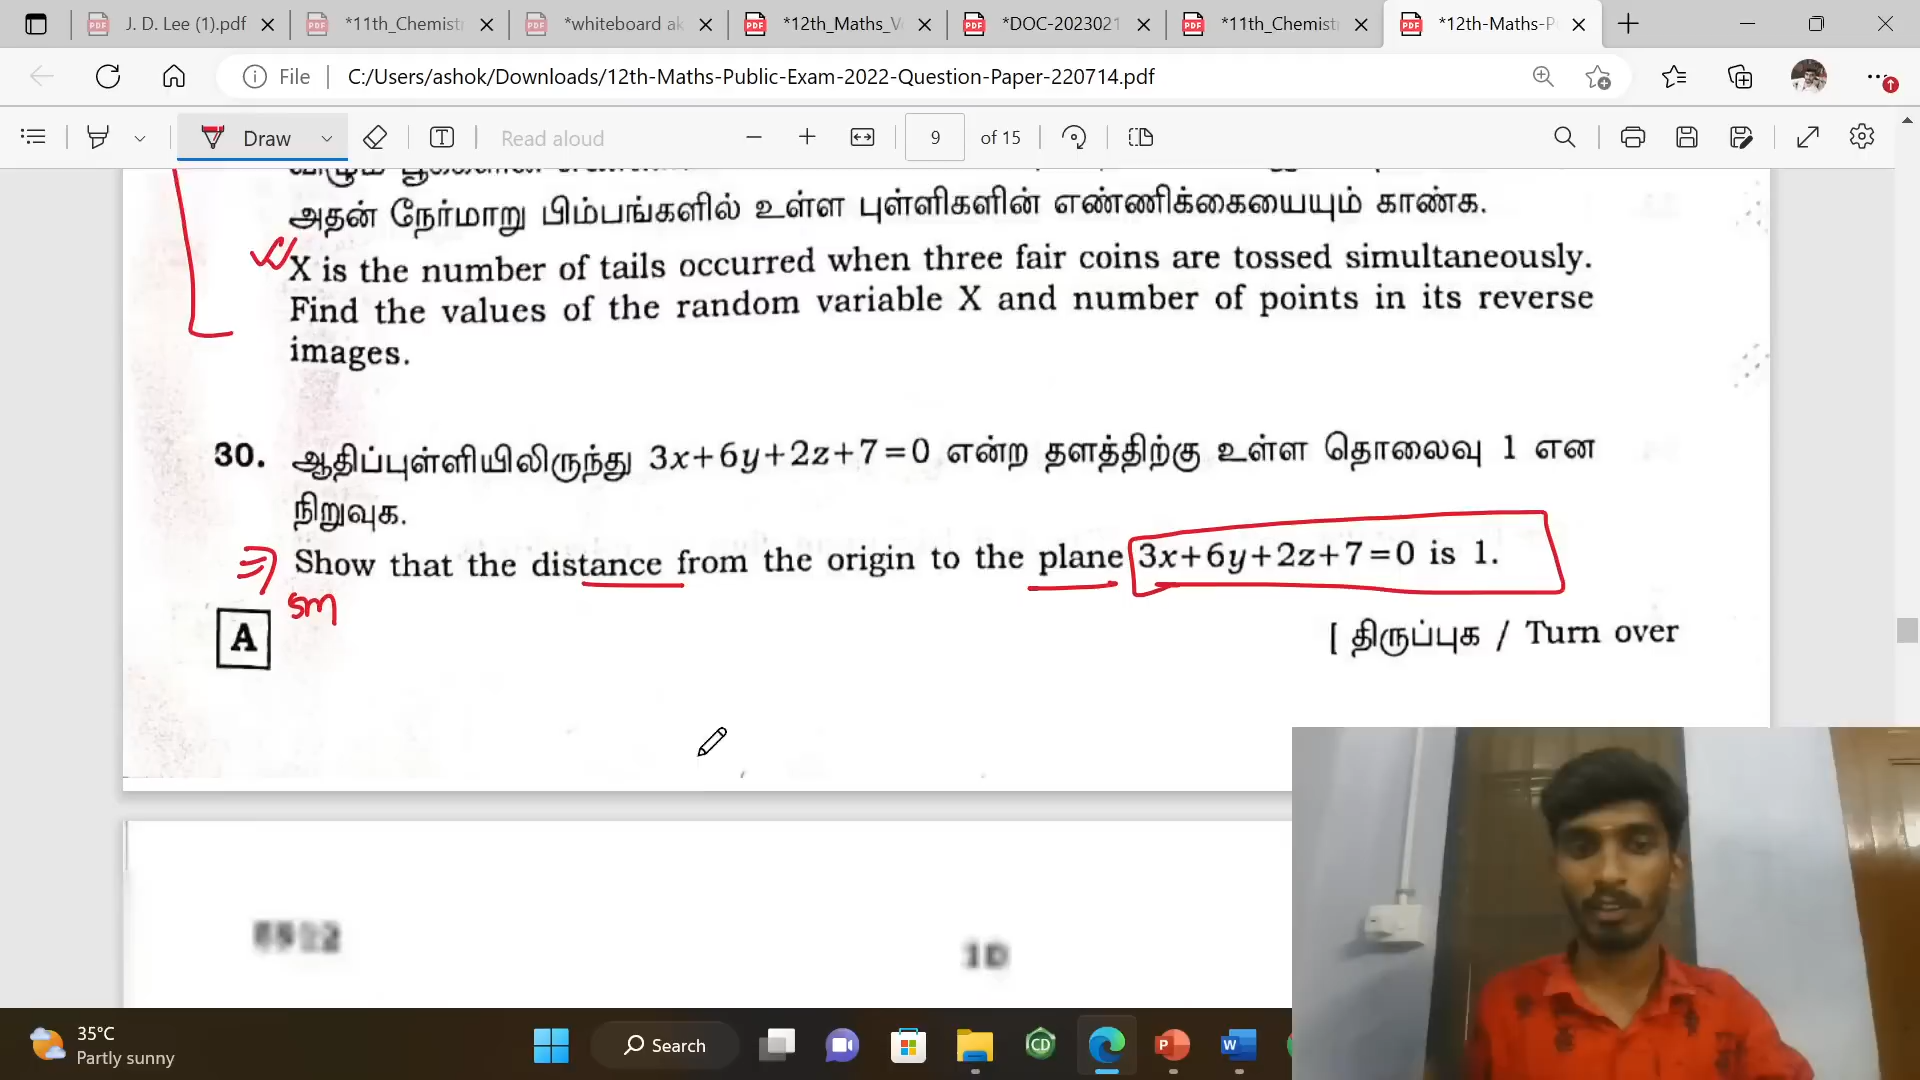 J. D. Lee (1).pdf
*11th_Chemistr
*whiteboard ak
*12th_Maths_V
*DOC-2023021
*11th_Chemistr
*12th-Maths-P
File
C:/Users/ashok/Downloads/12th-Maths-Public-Exam-2022-Question-Paper-220714.pdf
Draw
Read aloud
9 of 15
அதன் நேர்மாறு பிம்பங்களில் உள்ள புள்ளிகளின் எண்ணிக்கையையும் காண்க.
X is the number of tails occurred when three fair coins are tossed simultaneously.
Find the values of the random variable X and number of points in its reverse
images.
30. ஆதிப்புள்ளியிலிருந்து 3x+6y+2z+7=0 என்ற தளத்திற்கு உள்ள தொலைவு 1 என
நிறுவுக.
Show that the distance from the origin to the plane 3x+6y+2z+7=0 is 1.
sm
A
[ திருப்புக / Turn over
10
35°C
Partly sunny
Search
CD
P
W